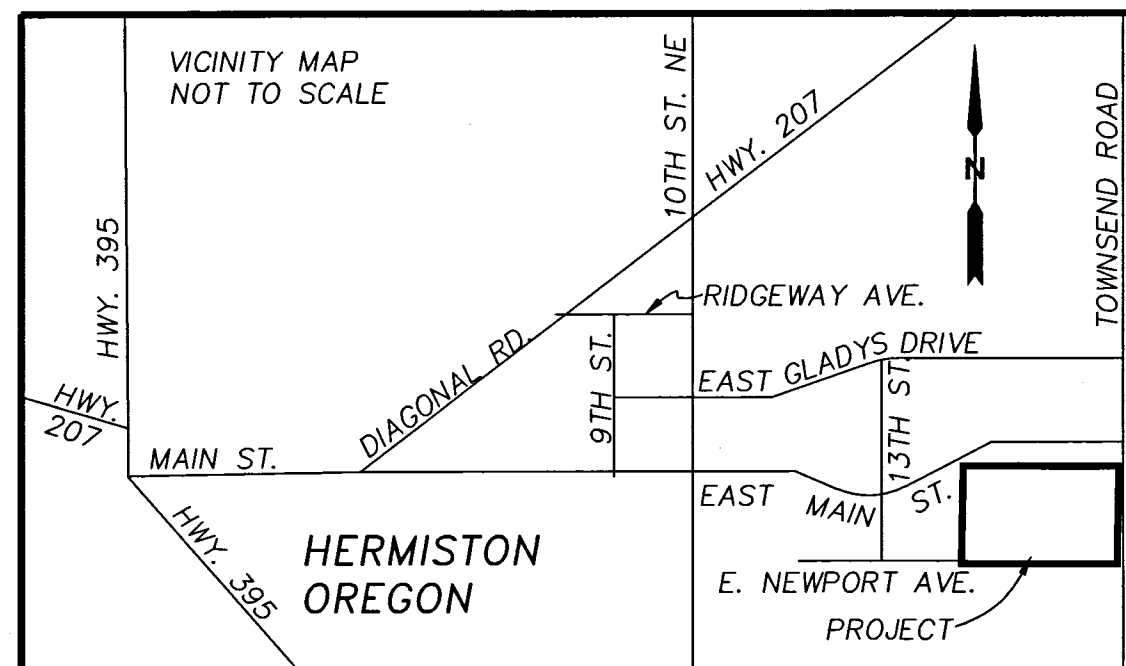 VICINITY MAP
NOT TO SCALE
10TH ST. NE
HWY. 207
TOWNSEND ROAD
N
HWY. 395
RIDGEWAY AVE.
DIAGONAL RD.
9TH ST.
EAST GLADYS DRIVE
13TH ST.
HWY.
207
MAIN ST.
EAST MAIN ST.
HWY. 395
HERMISTON
OREGON
E. NEWPORT AVE.
PROJECT